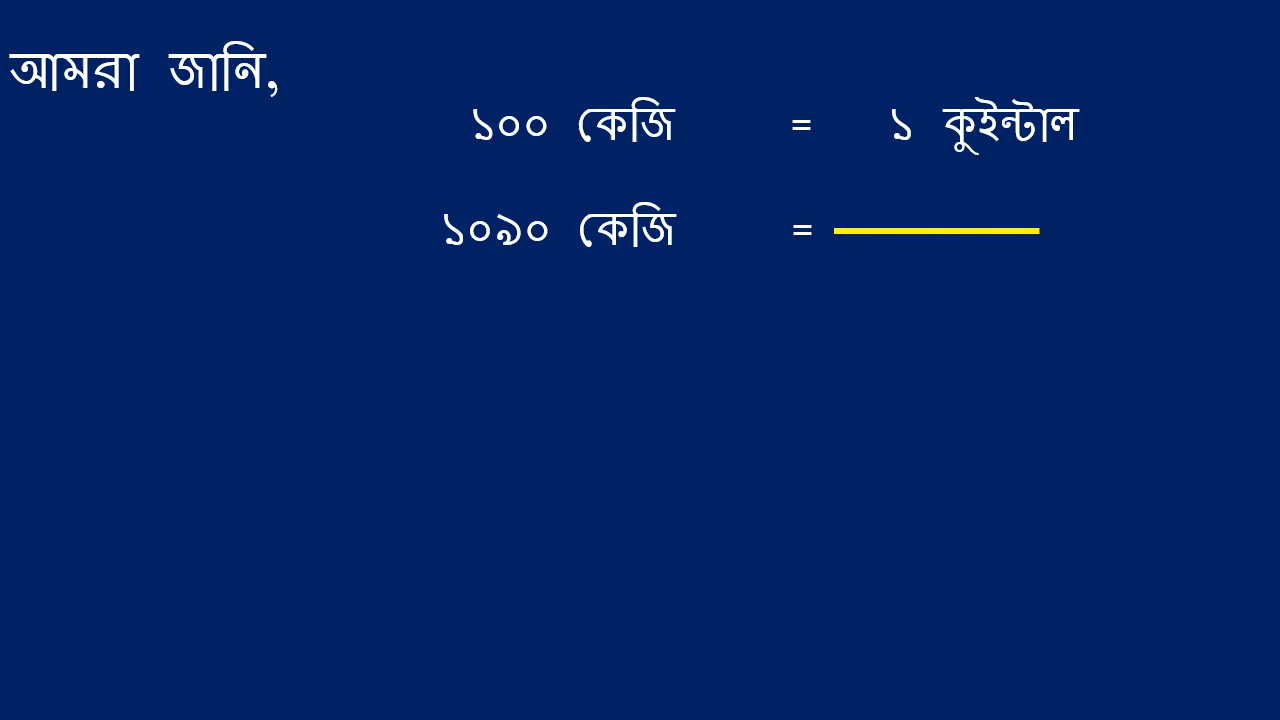 আমরা জানি,
১০০ কেজি = ১ কুইন্টাল
১০৯০ কেজি =